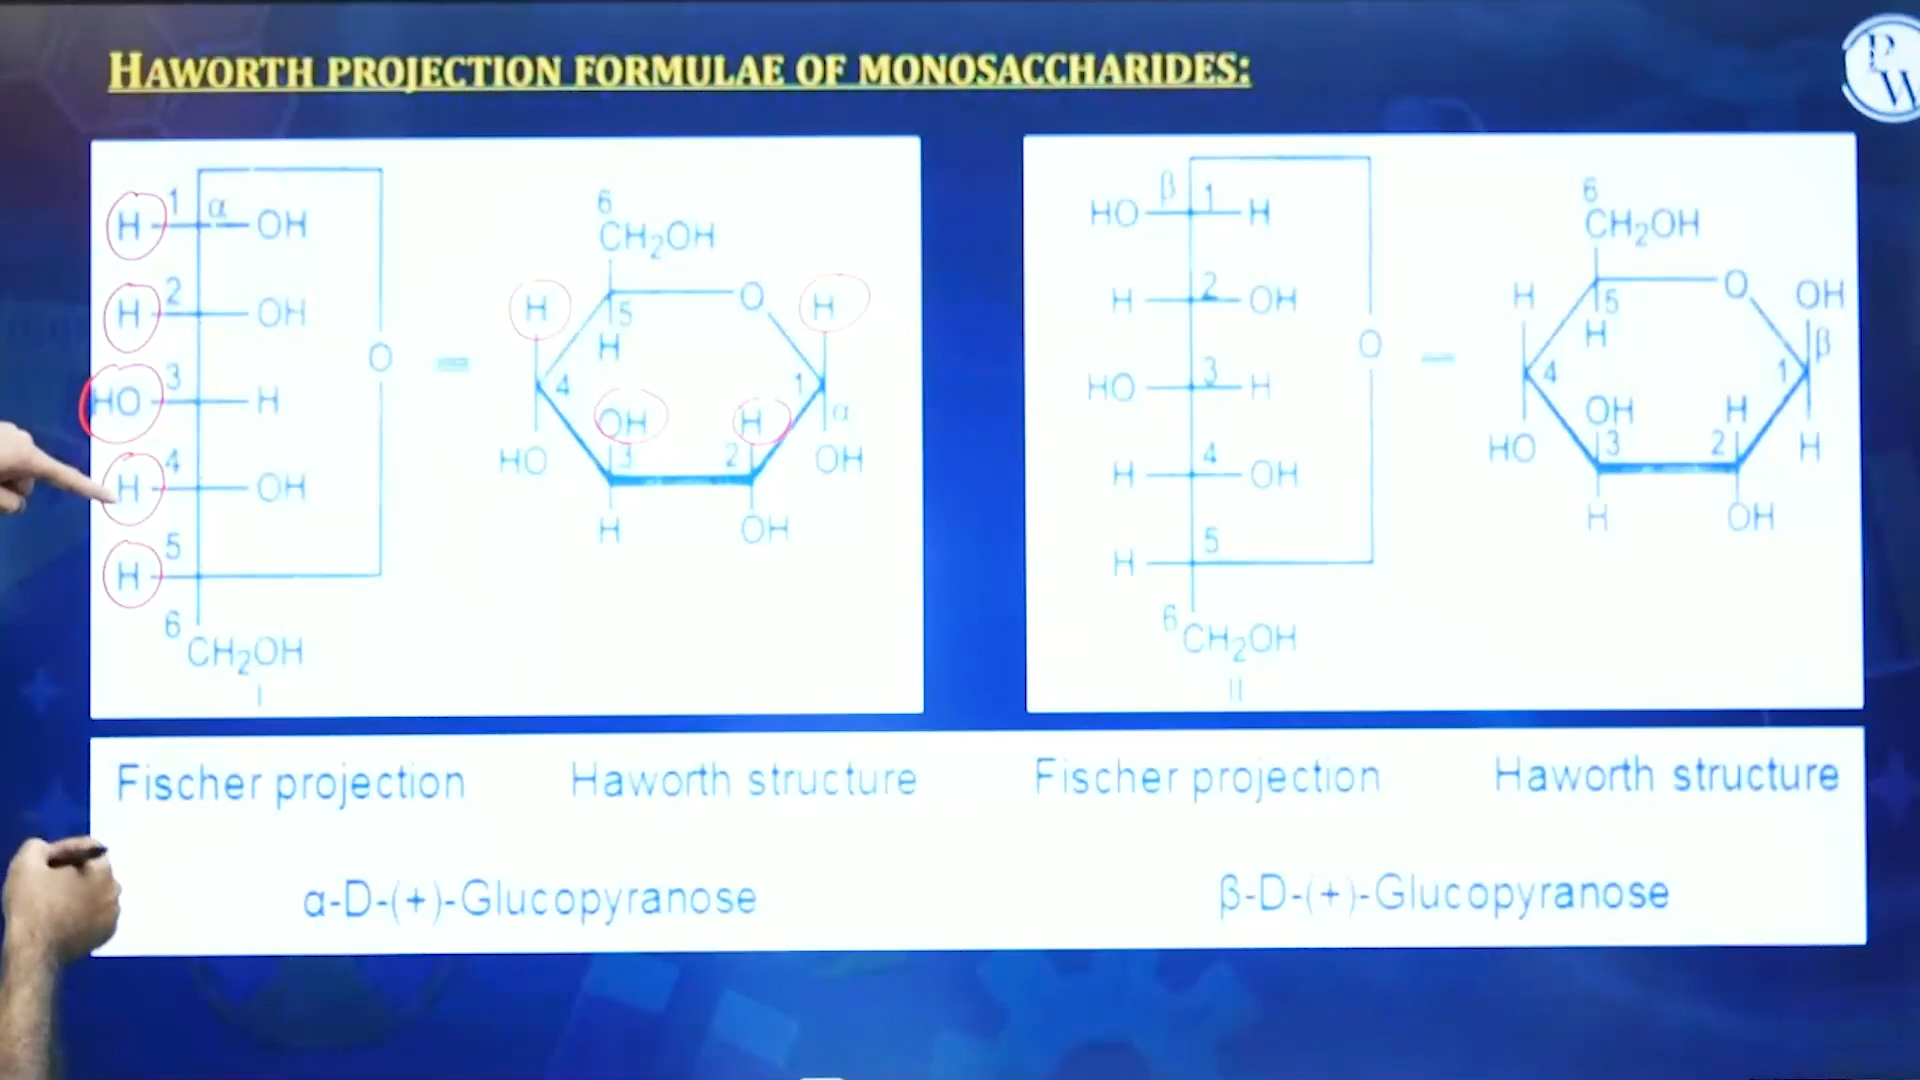 HAWORTH PROJECTION FORMULAE OF MONOSACCHARIDES:
PW
1 α
H OH
2
H OH
3
HO H
O
4
H OH
5
H
6
CH₂OH
I
=
6
CH₂OH
H 5 O H
H
4 1
OH H α
HO 3 2 OH
H OH
β 1
HO H
2
H OH
3
HO H
O
4
H OH
5
H
6
CH₂OH
II
=
6
CH₂OH
H 5 O OH
H β
4 1
OH H
HO 3 2 H
H OH
Fischer projection Haworth structure Fischer projection Haworth structure
α-D-(+)-Glucopyranose β-D-(+)-Glucopyranose